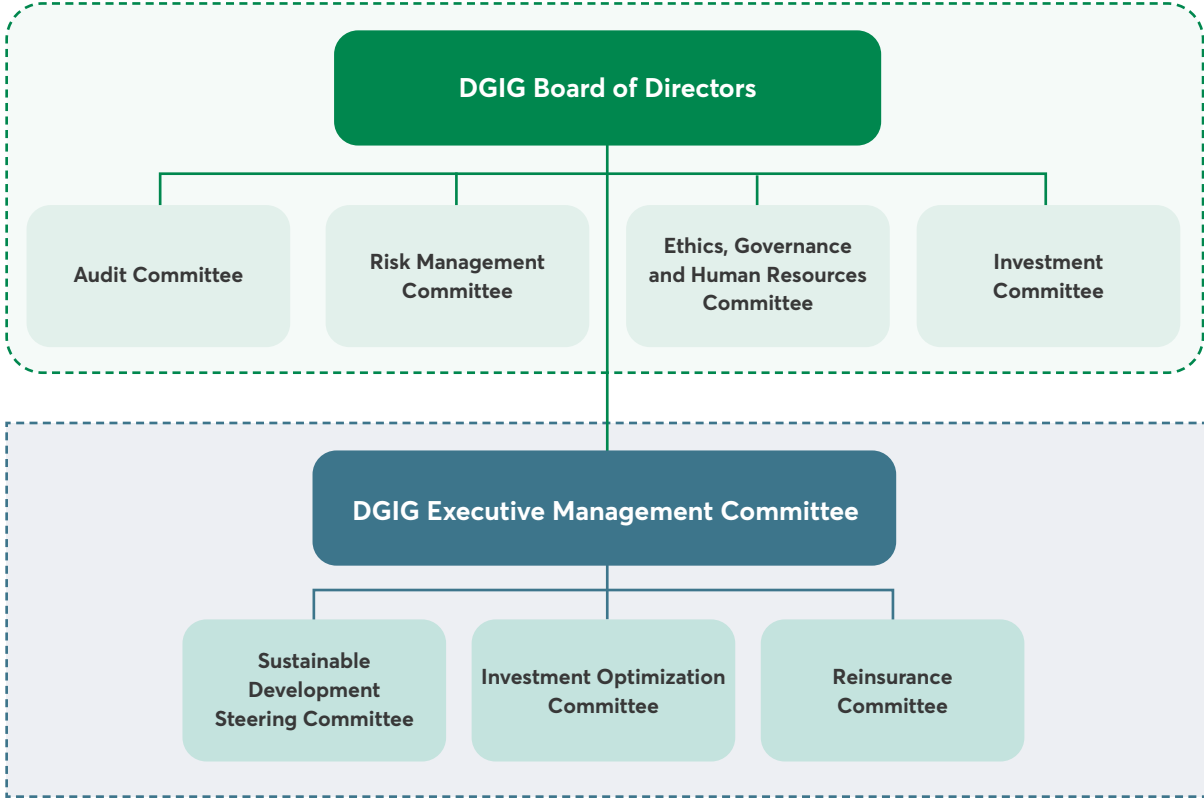 DGIG Board of Directors
Audit Committee
Risk Management
Committee
Ethics, Governance
and Human Resources
Committee
Investment
Committee
DGIG Executive Management Committee
Sustainable
Development
Steering Committee
Investment Optimization
Committee
Reinsurance
Committee